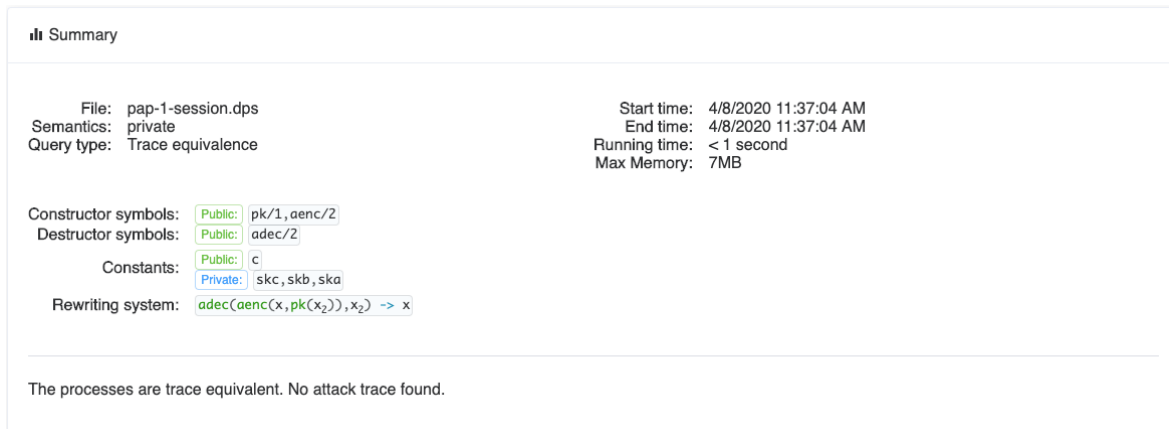 Summary
File: pap-1-session.dps
Semantics: private
Query type: Trace equivalence
Start time: 4/8/2020 11:37:04 AM
End time: 4/8/2020 11:37:04 AM
Running time: < 1 second
Max Memory: 7MB
Constructor symbols: Public: pk/1,aenc/2
Destructor symbols: Public: adec/2
Constants: Public: c
Private: skc,skb,ska
Rewriting system: adec(aenc(x,pk(x₂)),x₂) -> x
The processes are trace equivalent. No attack trace found.